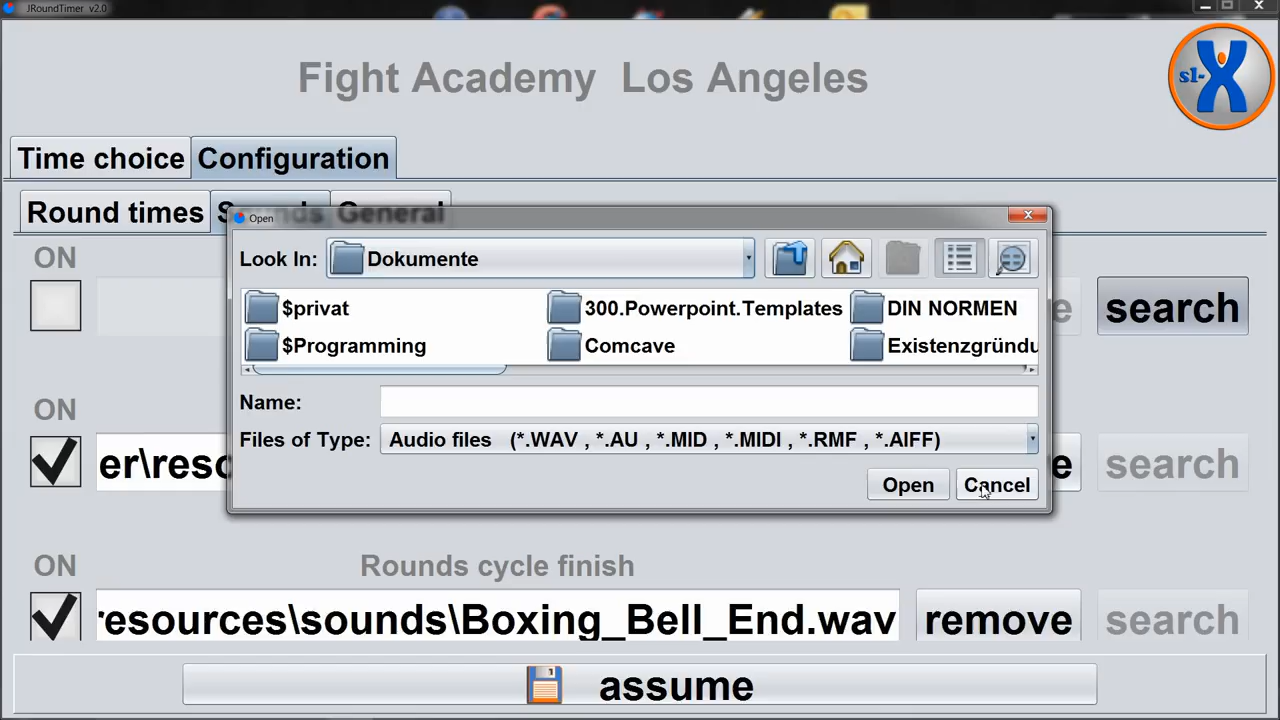 JRoundTimer v2.0
Fight Academy Los Angeles
sl-X
Time choice Configuration
Round times Sounds General
Open
ON
Look In: Dokumente
$privat 300.Powerpoint.Templates DIN NORMEN
$Programming Comcave Existenzgründu
search
Name:
ON
Files of Type: Audio files (*.WAV , *.AU , *.MID , *.MIDI , *.RMF , *.AIFF)
er\reso search
Open Cancel
ON Rounds cycle finish
resources\sounds\Boxing_Bell_End.wav remove search
assume